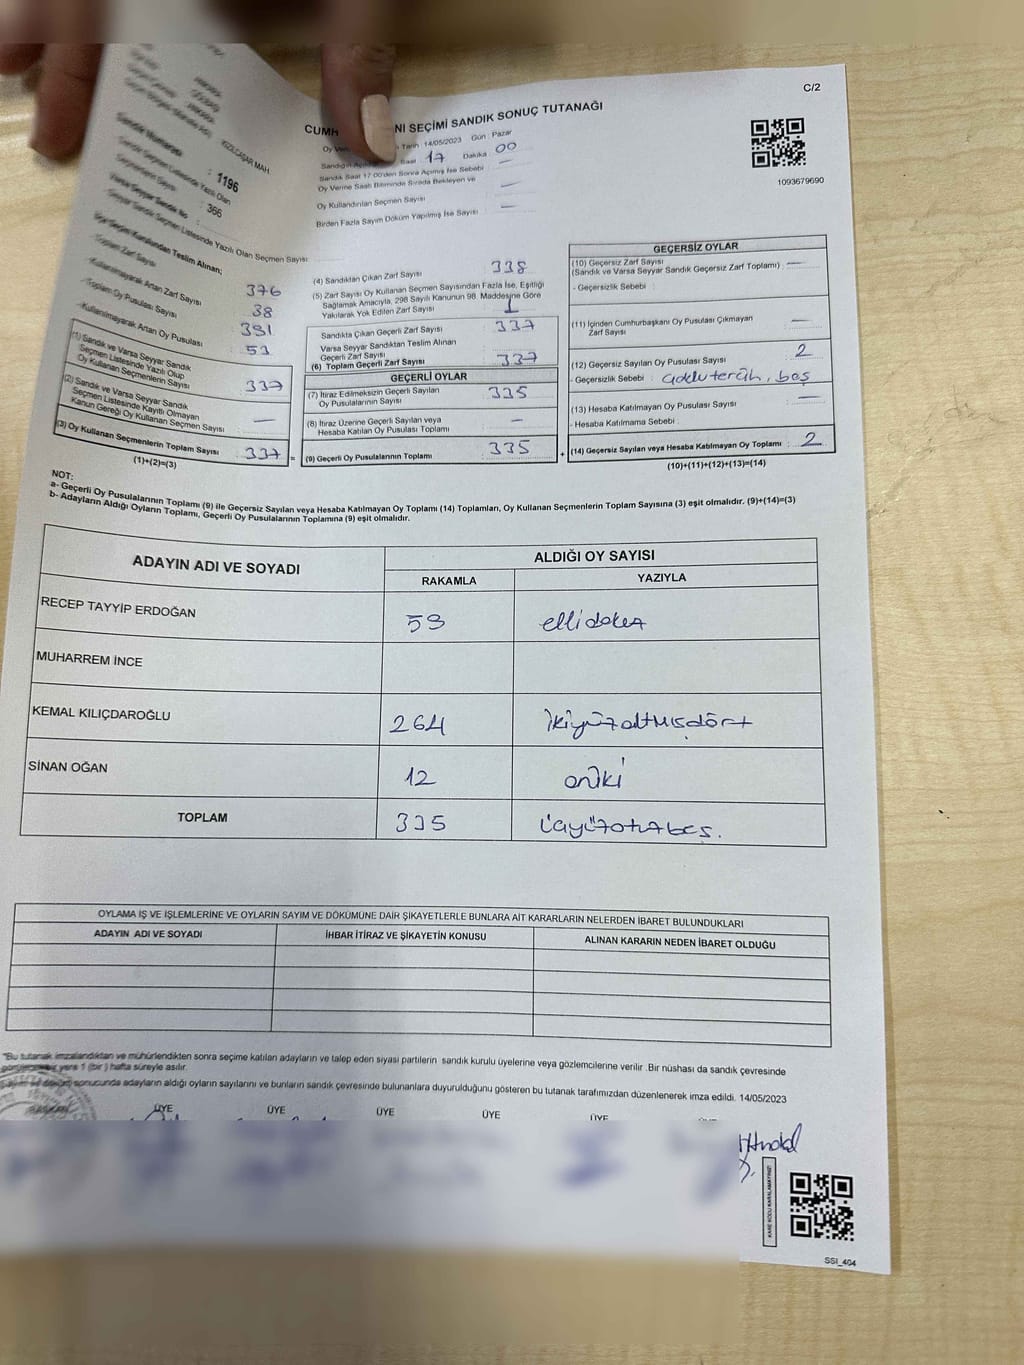 C/2
CUMH NI SEÇİMİ SANDIK SONUÇ TUTANAĞI
Oy Ve Tarih : 14/05/2023 Gün : Pazar
Saat 17 Dakika 00
Sanda Saat 17:00'den Sonra Açmış İse Sebebi —
Oy Verme Saati Bitiminde Sırada Bekleyen ve
Oy Kullandırılan Seçmen Sayısı —
Birden Fazla Sayım Döküm Yapılmış İse Sayısı —
1093679690
KIZILCAŞAR MAH.
Sandık Numarası : 1196
Sandık Seçmen Listesinde Yazılı Olan
Seçmenlerin Sayısı : 366
Varsa Seyyar Sandık No :
Seyyar Sandık Seçmen Listesinde Yazılı Olan Seçmen Sayısı :
İlçe Seçim Kurulundan Teslim Alınan;
Toplam Zarf Sayısı 376
-Kullanılmayarak Artan Zarf Sayısı 38
Toplam Oy Pusulası Sayısı 391
-Kullanılmayarak Artan Oy Pusulası 53
(1) Sandık ve Varsa Seyyar Sandık
Seçmen Listesinde Yazılı Olup
Oy Kullanan Seçmenlerin Sayısı 337
(2) Sandık ve Varsa Seyyar Sandık
Seçmen Listesinde Kayıtlı Olmayan
Kanun Gereği Oy Kullanan Seçmen Sayısı —
(3) Oy Kullanan Seçmenlerin Toplam Sayısı 337
(1)+(2)=(3)
(4) Sandıktan Çıkan Zarf Sayısı 338
(5) Zarf Sayısı Oy Kullanan Seçmen Sayısından Fazla İse, Eşitliği
Sağlamak Amacıyla, 298 Sayılı Kanunun 98. Maddesine Göre
Yakılarak Yok Edilen Zarf Sayısı 1
Sandıkta Çıkan Geçerli Zarf Sayısı 337
Varsa Seyyar Sandıktan Teslim Alınan
Geçerli Zarf Sayısı
(6) Toplam Geçerli Zarf Sayısı 337
GEÇERLİ OYLAR
(7) İtiraz Edilmeksizin Geçerli Sayılan
Oy Pusulalarının Sayısı 335
(8) İtiraz Üzerine Geçerli Sayılan veya
Hesaba Katılan Oy Pusulası Toplamı —
= (9) Geçerli Oy Pusulalarının Toplamı 335
GEÇERSİZ OYLAR
(10) Geçersiz Zarf Sayısı —
(Sandık ve Varsa Seyyar Sandık Geçersiz Zarf Toplamı)
- Geçersizlik Sebebi :
(11) İçinden Cumhurbaşkanı Oy Pusulası Çıkmayan
Zarf Sayısı —
(12) Geçersiz Sayılan Oy Pusulası Sayısı 2
- Geçersizlik Sebebi : , boş
(13) Hesaba Katılmayan Oy Pusulası Sayısı —
- Hesaba Katılmama Sebebi :
+ (14) Geçersiz Sayılan veya Hesaba Katılmayan Oy Toplamı : 2
(10)+(11)+(12)+(13)=(14)
NOT:
a- Geçerli Oy Pusulalarının Toplamı (9) ile Geçersiz Sayılan veya Hesaba Katılmayan Oy Toplamı (14) Toplamları, Oy Kullanan Seçmenlerin Toplam Sayısına (3) eşit olmalıdır. (9)+(14)=(3)
b- Adayların Aldığı Oyların Toplamı, Geçerli Oy Pusulalarının Toplamına (9) eşit olmalıdır.
ADAYIN ADI VE SOYADI ALDIĞI OY SAYISI
RAKAMLA YAZIYLA
RECEP TAYYİP ERDOĞAN 59 ellidokuz
MUHARREM İNCE
KEMAL KILIÇDAROĞLU 264 ikiyüzaltmışdört
SİNAN OĞAN 12 oniki
TOPLAM 335 üçyüzotuzbeş.
OYLAMA İŞ VE İŞLEMLERİNE VE OYLARIN SAYIM VE DÖKÜMÜNE DAİR ŞİKAYETLERLE BUNLARA AİT KARARLARIN NELERDEN İBARET BULUNDUKLARI
ADAYIN ADI VE SOYADI İHBAR İTİRAZ VE ŞİKAYETİN KONUSU ALINAN KARARIN NEDEN İBARET OLDUĞU
"Bu tutanak imzalandıktan ve mühürlendikten sonra seçime katılan adayların ve talep eden siyasi partilerin sandık kurulu üyelerine veya gözlemcilerine verilir .Bir nüshası da sandık çevresinde
yere 1 (bir ) hafta süreyle asılır.
sonucunda adayların aldığı oyların sayılarını ve bunların sandık çevresinde bulunanlara duyurulduğunu gösteren bu tutanak tarafımızdan düzenlenerek imza edildi. 14/05/2023
BAŞKAN ÜYE ÜYE ÜYE ÜYE ÜYE
KARE KODU KARALAMAYINIZ!
SSI_404